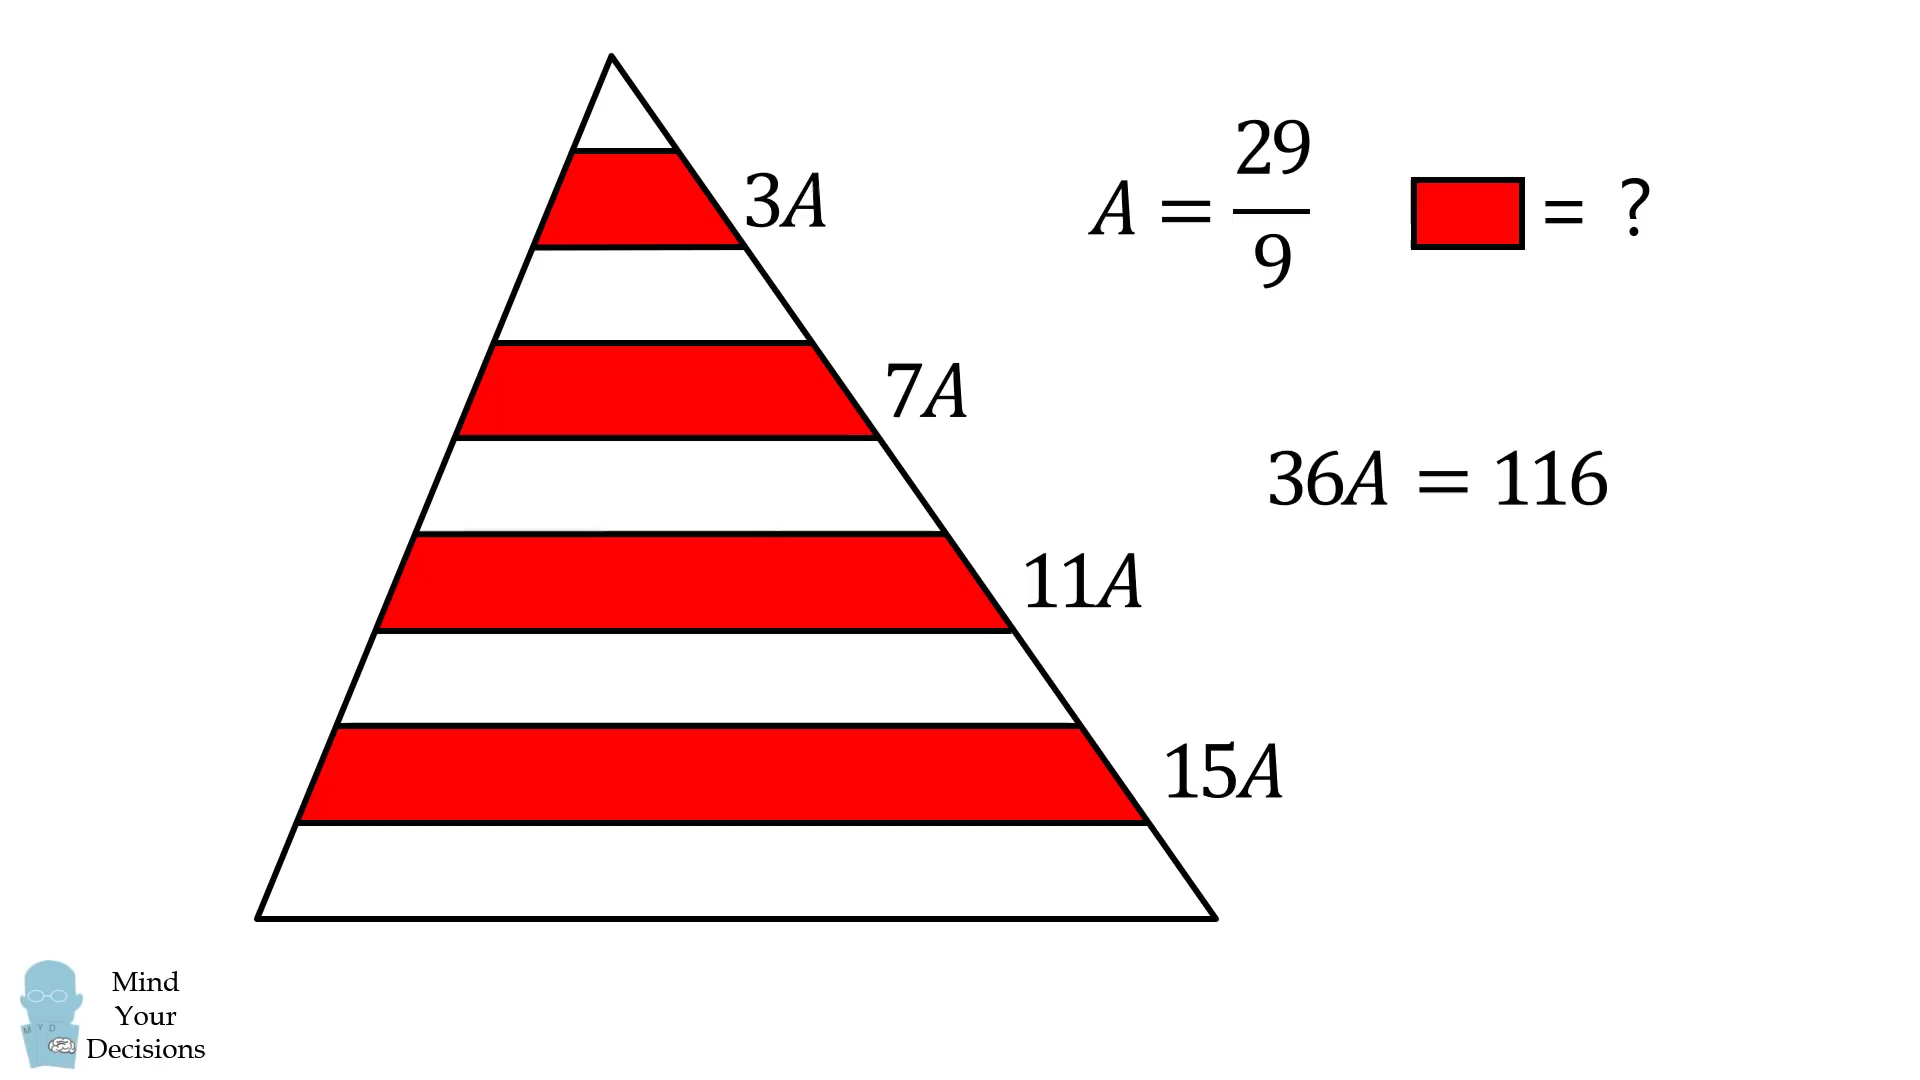 3A
A = 29/9
= ?
7A
36A = 116
11A
15A
M Y D
Mind
Your
Decisions